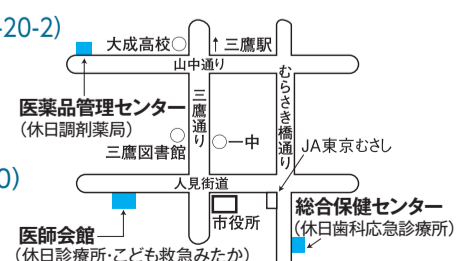 -20-2)
大成高校
↑三鷹駅
山中通り
むらさき橋通り
三鷹通り
医薬品管理センター
(休日調剤薬局)
一中
三鷹図書館
JA東京むさし
0)
人見街道
総合保健センター
(休日歯科応急診療所)
市役所
医師会館
(休日診療所・こども救急みたか)